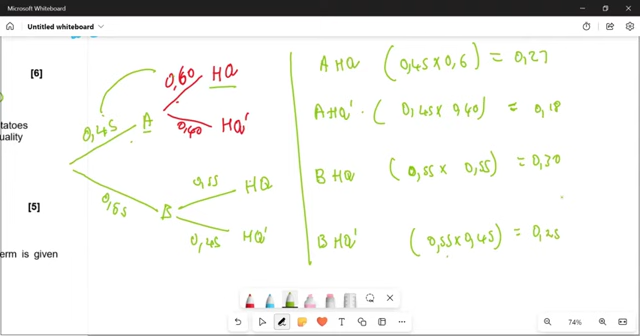 Microsoft Whiteboard
Untitled whiteboard
[6]
tatoes
uality
[5]
erm is given
0,60 HQ
0,45 A
0,40 HQ'
0,55 HQ
0,55 B
0,45 HQ'
A HQ (0,45 x 0,6) = 0,27
A HQ' (0,45 x 0,40) = 0,18
B HQ (0,55 x 0,55) = 0,30
B HQ' (0,55 x 0,45) = 0,25
74%